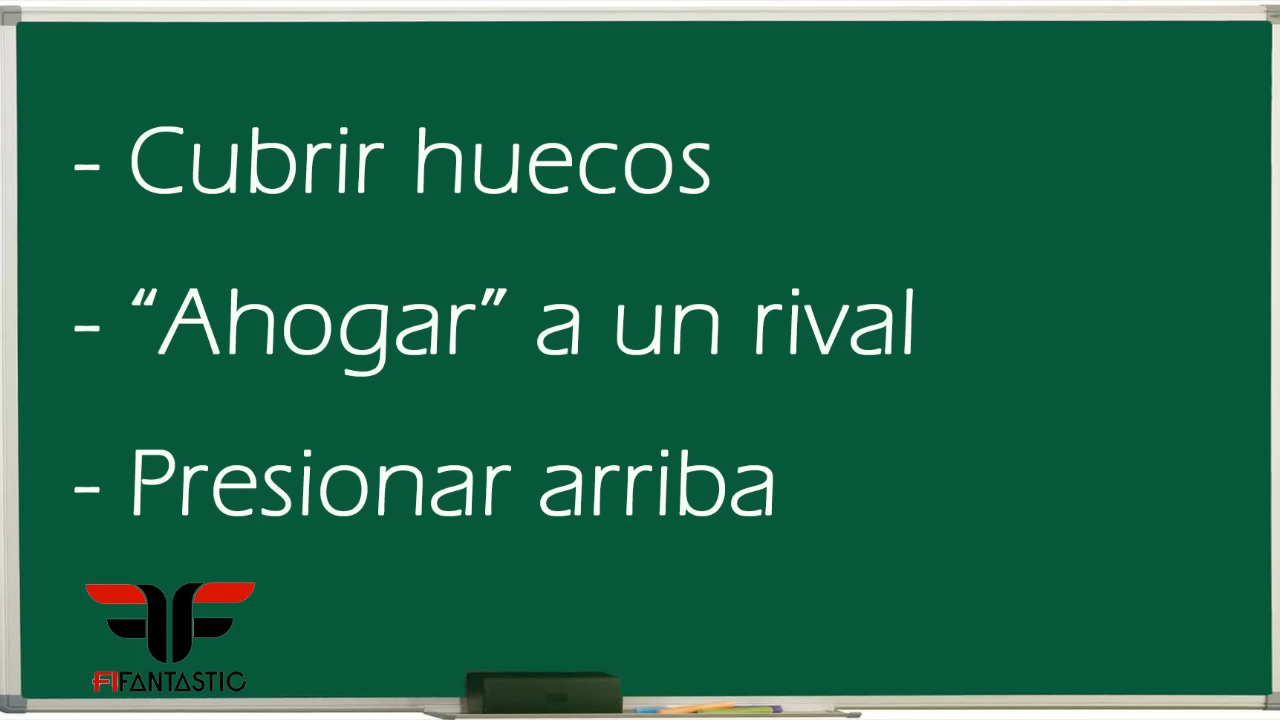 - Cubrir huecos
- “Ahogar” a un rival
- Presionar arriba
FIFANTASTIC